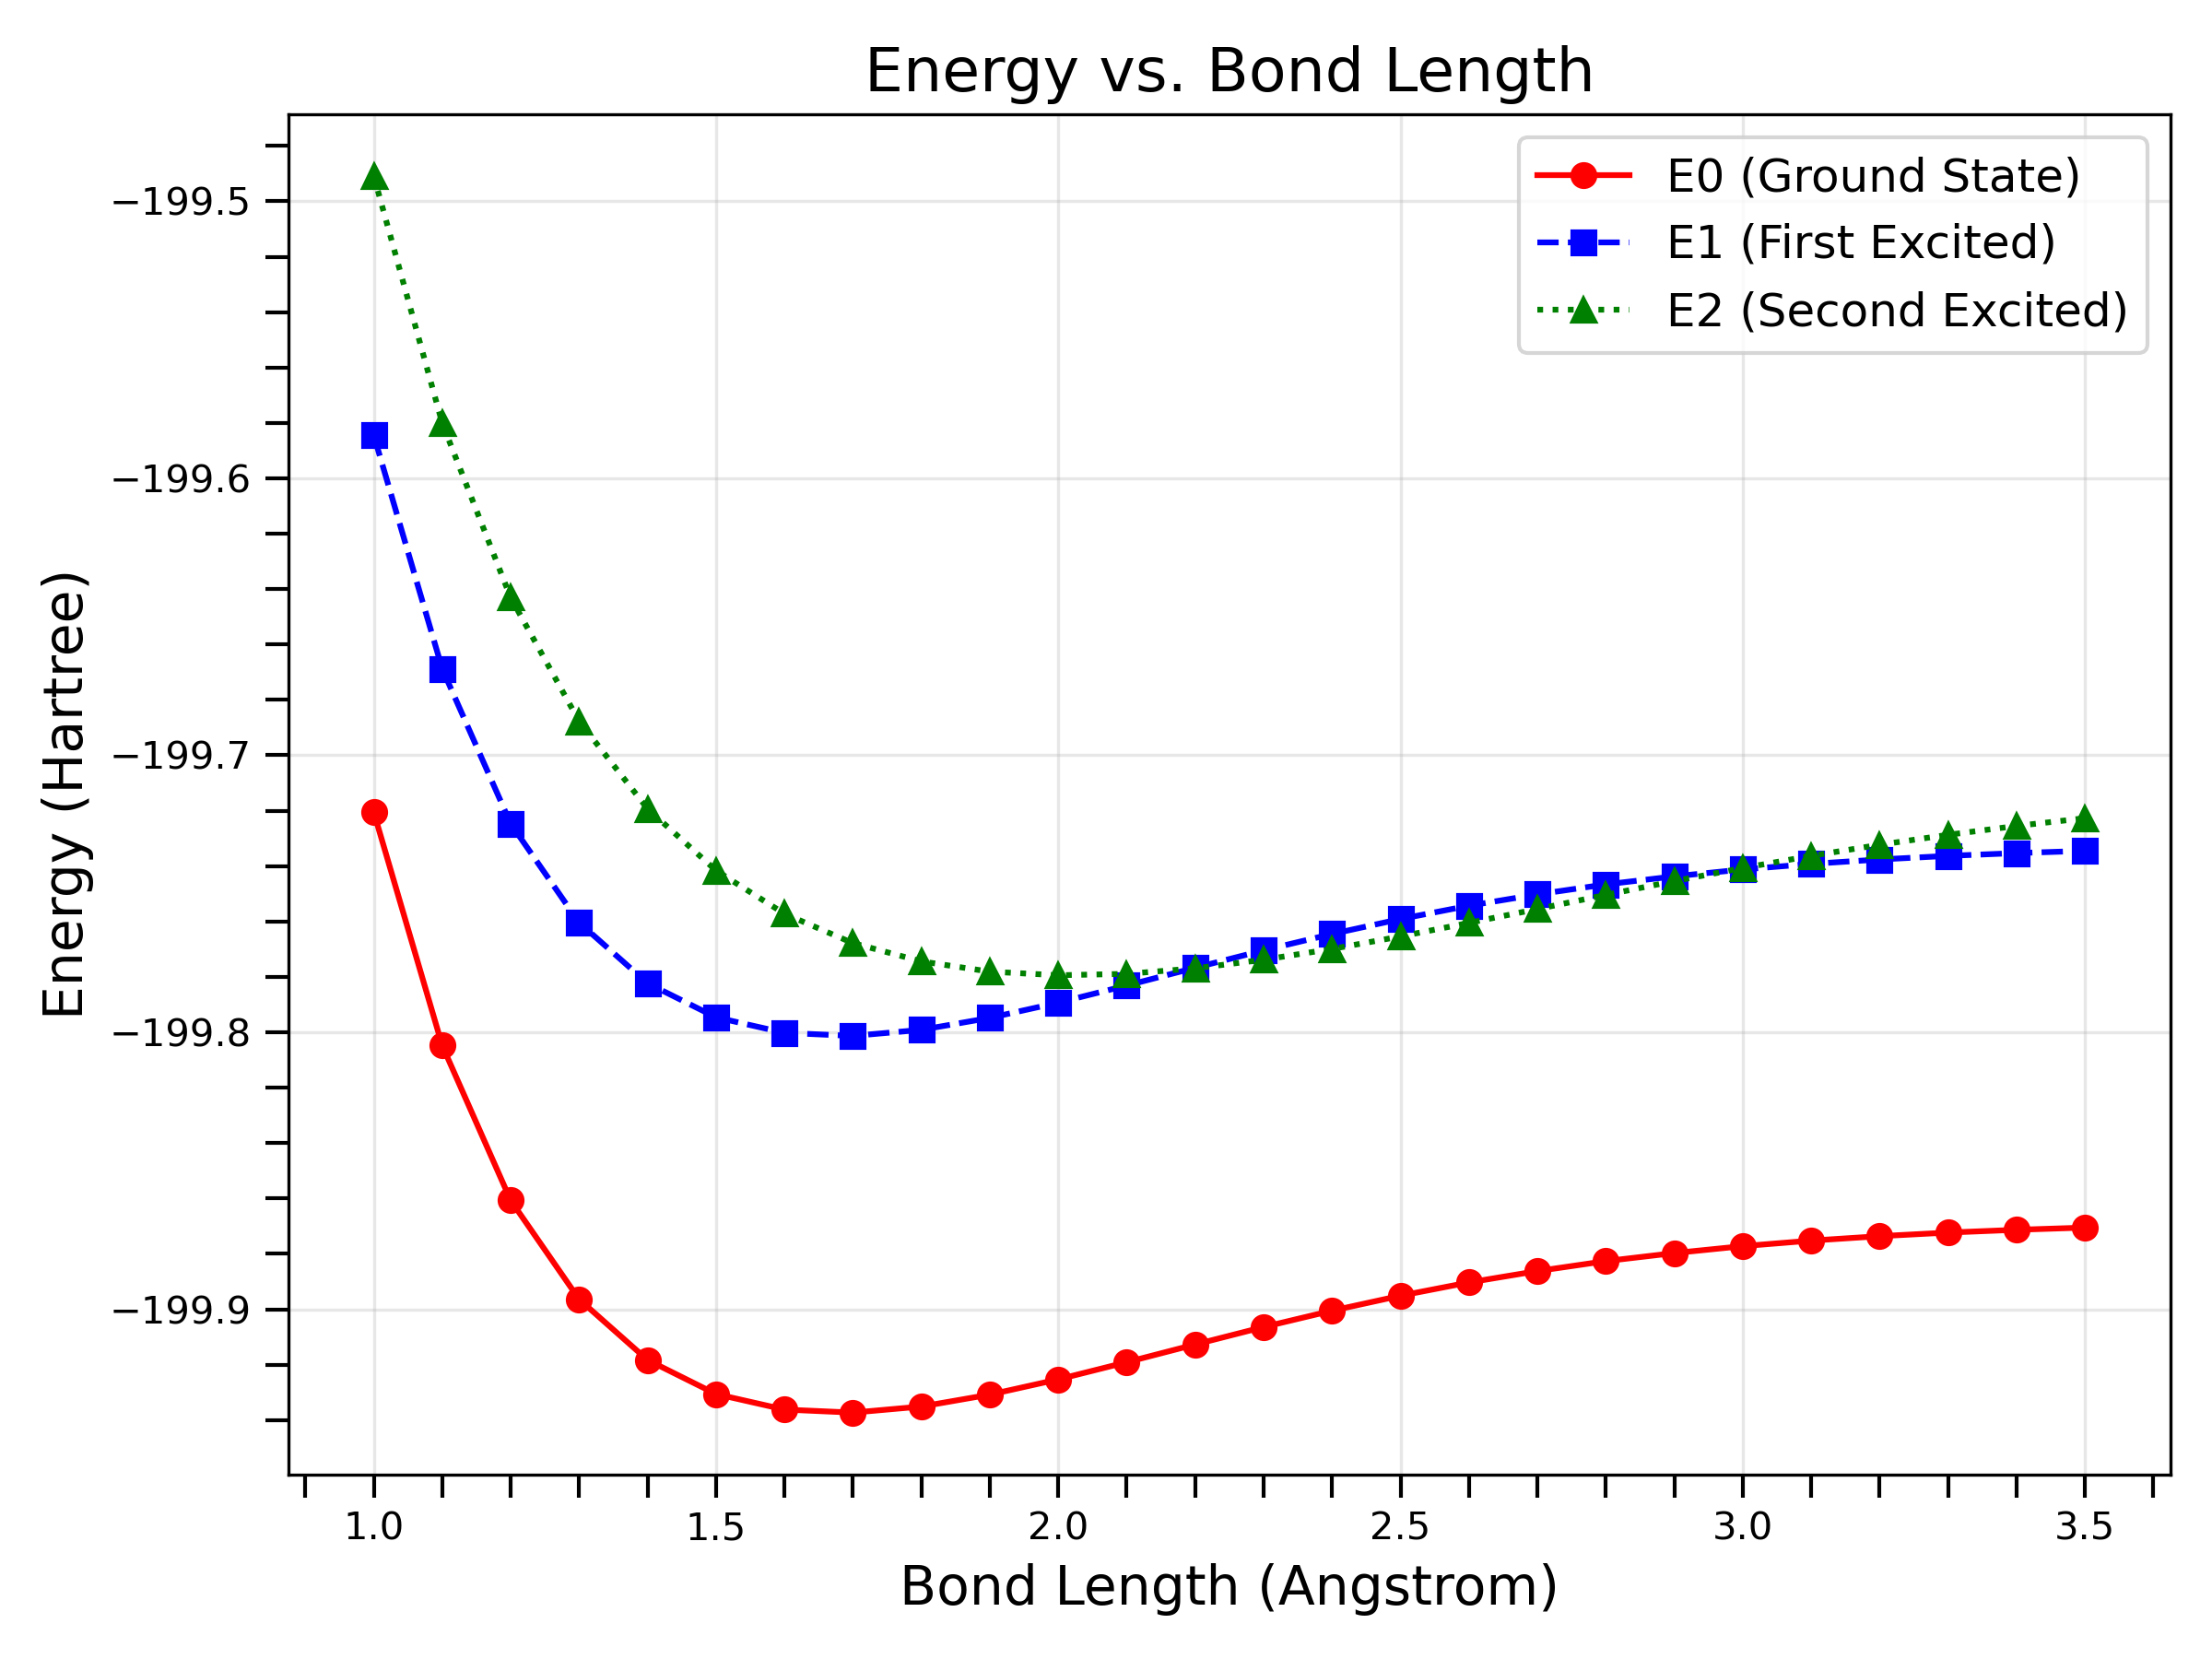 Energy vs. Bond Length
E0 (Ground State)
E1 (First Excited)
E2 (Second Excited)
Energy (Hartree)
−199.5
−199.6
−199.7
−199.8
−199.9
1.0 1.5 2.0 2.5 3.0 3.5
Bond Length (Angstrom)